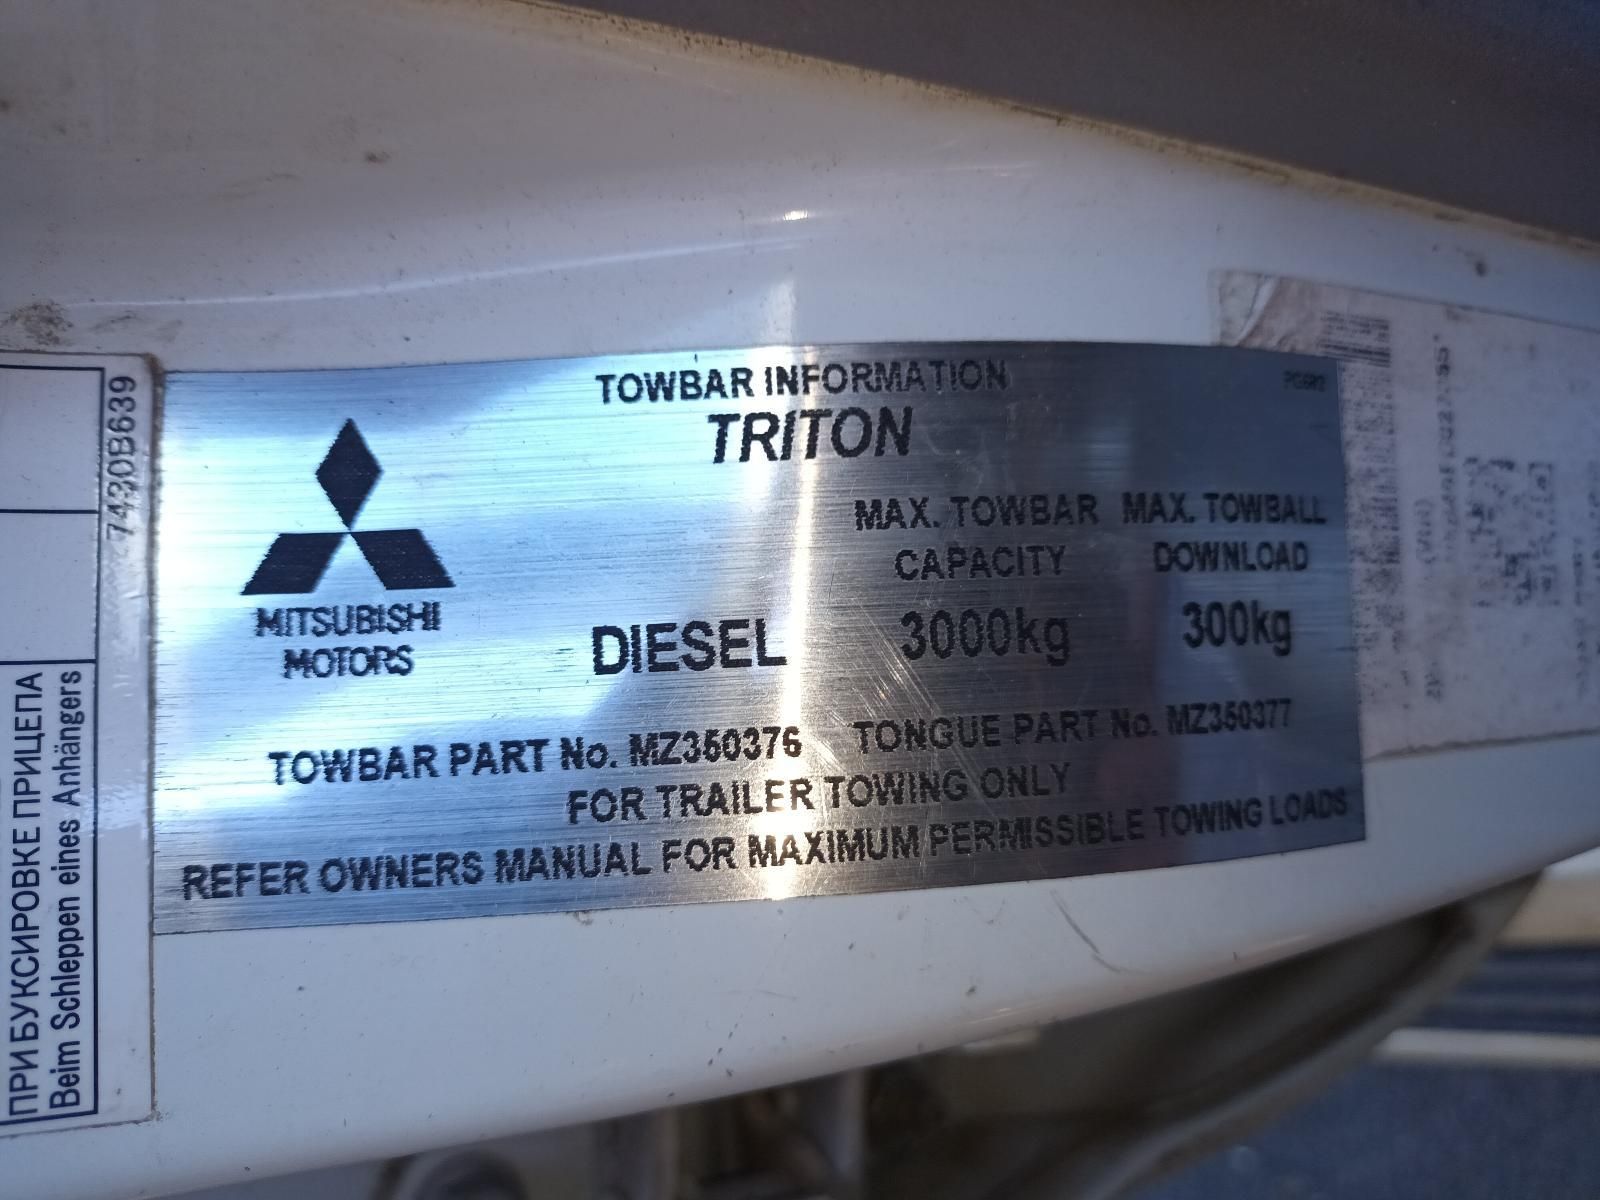 TOWBAR INFORMATION
TRITON
MAX. TOWBAR CAPACITY
MAX. TOWBALL DOWNLOAD
MITSUBISHI
MOTORS
DIESEL 3000kg 300kg
TOWBAR PART No. MZ350376 TONGUE PART No. MZ350377
FOR TRAILER TOWING ONLY
REFER OWNERS MANUAL FOR MAXIMUM PERMISSIBLE TOWING LOADS
7430B639
ПРИ БУКСИРОВКЕ ПРИЦЕПА
Beim Schleppen eines Anhängers